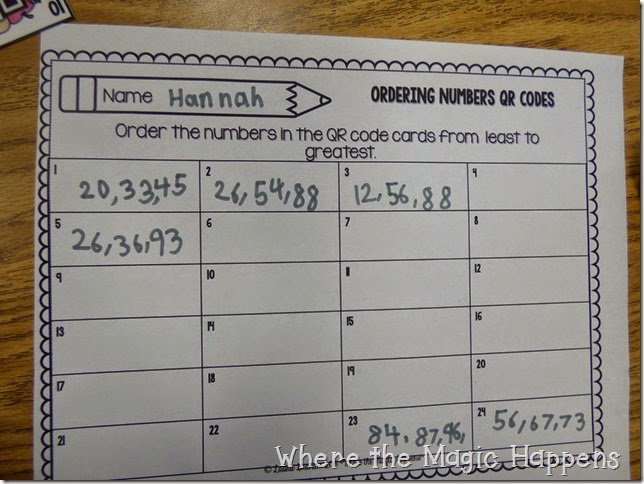 10
Name Hannah
ORDERING NUMBERS QR CODES
Order the numbers in the QR code cards from least to
greatest.
1 2 3 4
20,33,45 26,54,88 12,56,88
5 6 7 8
26,36,93
9 10 11 12
13 14 15 16
17 18 19 20
21 22 23 24
84,87,96, 56,67,73
©
Where the Magic Happens